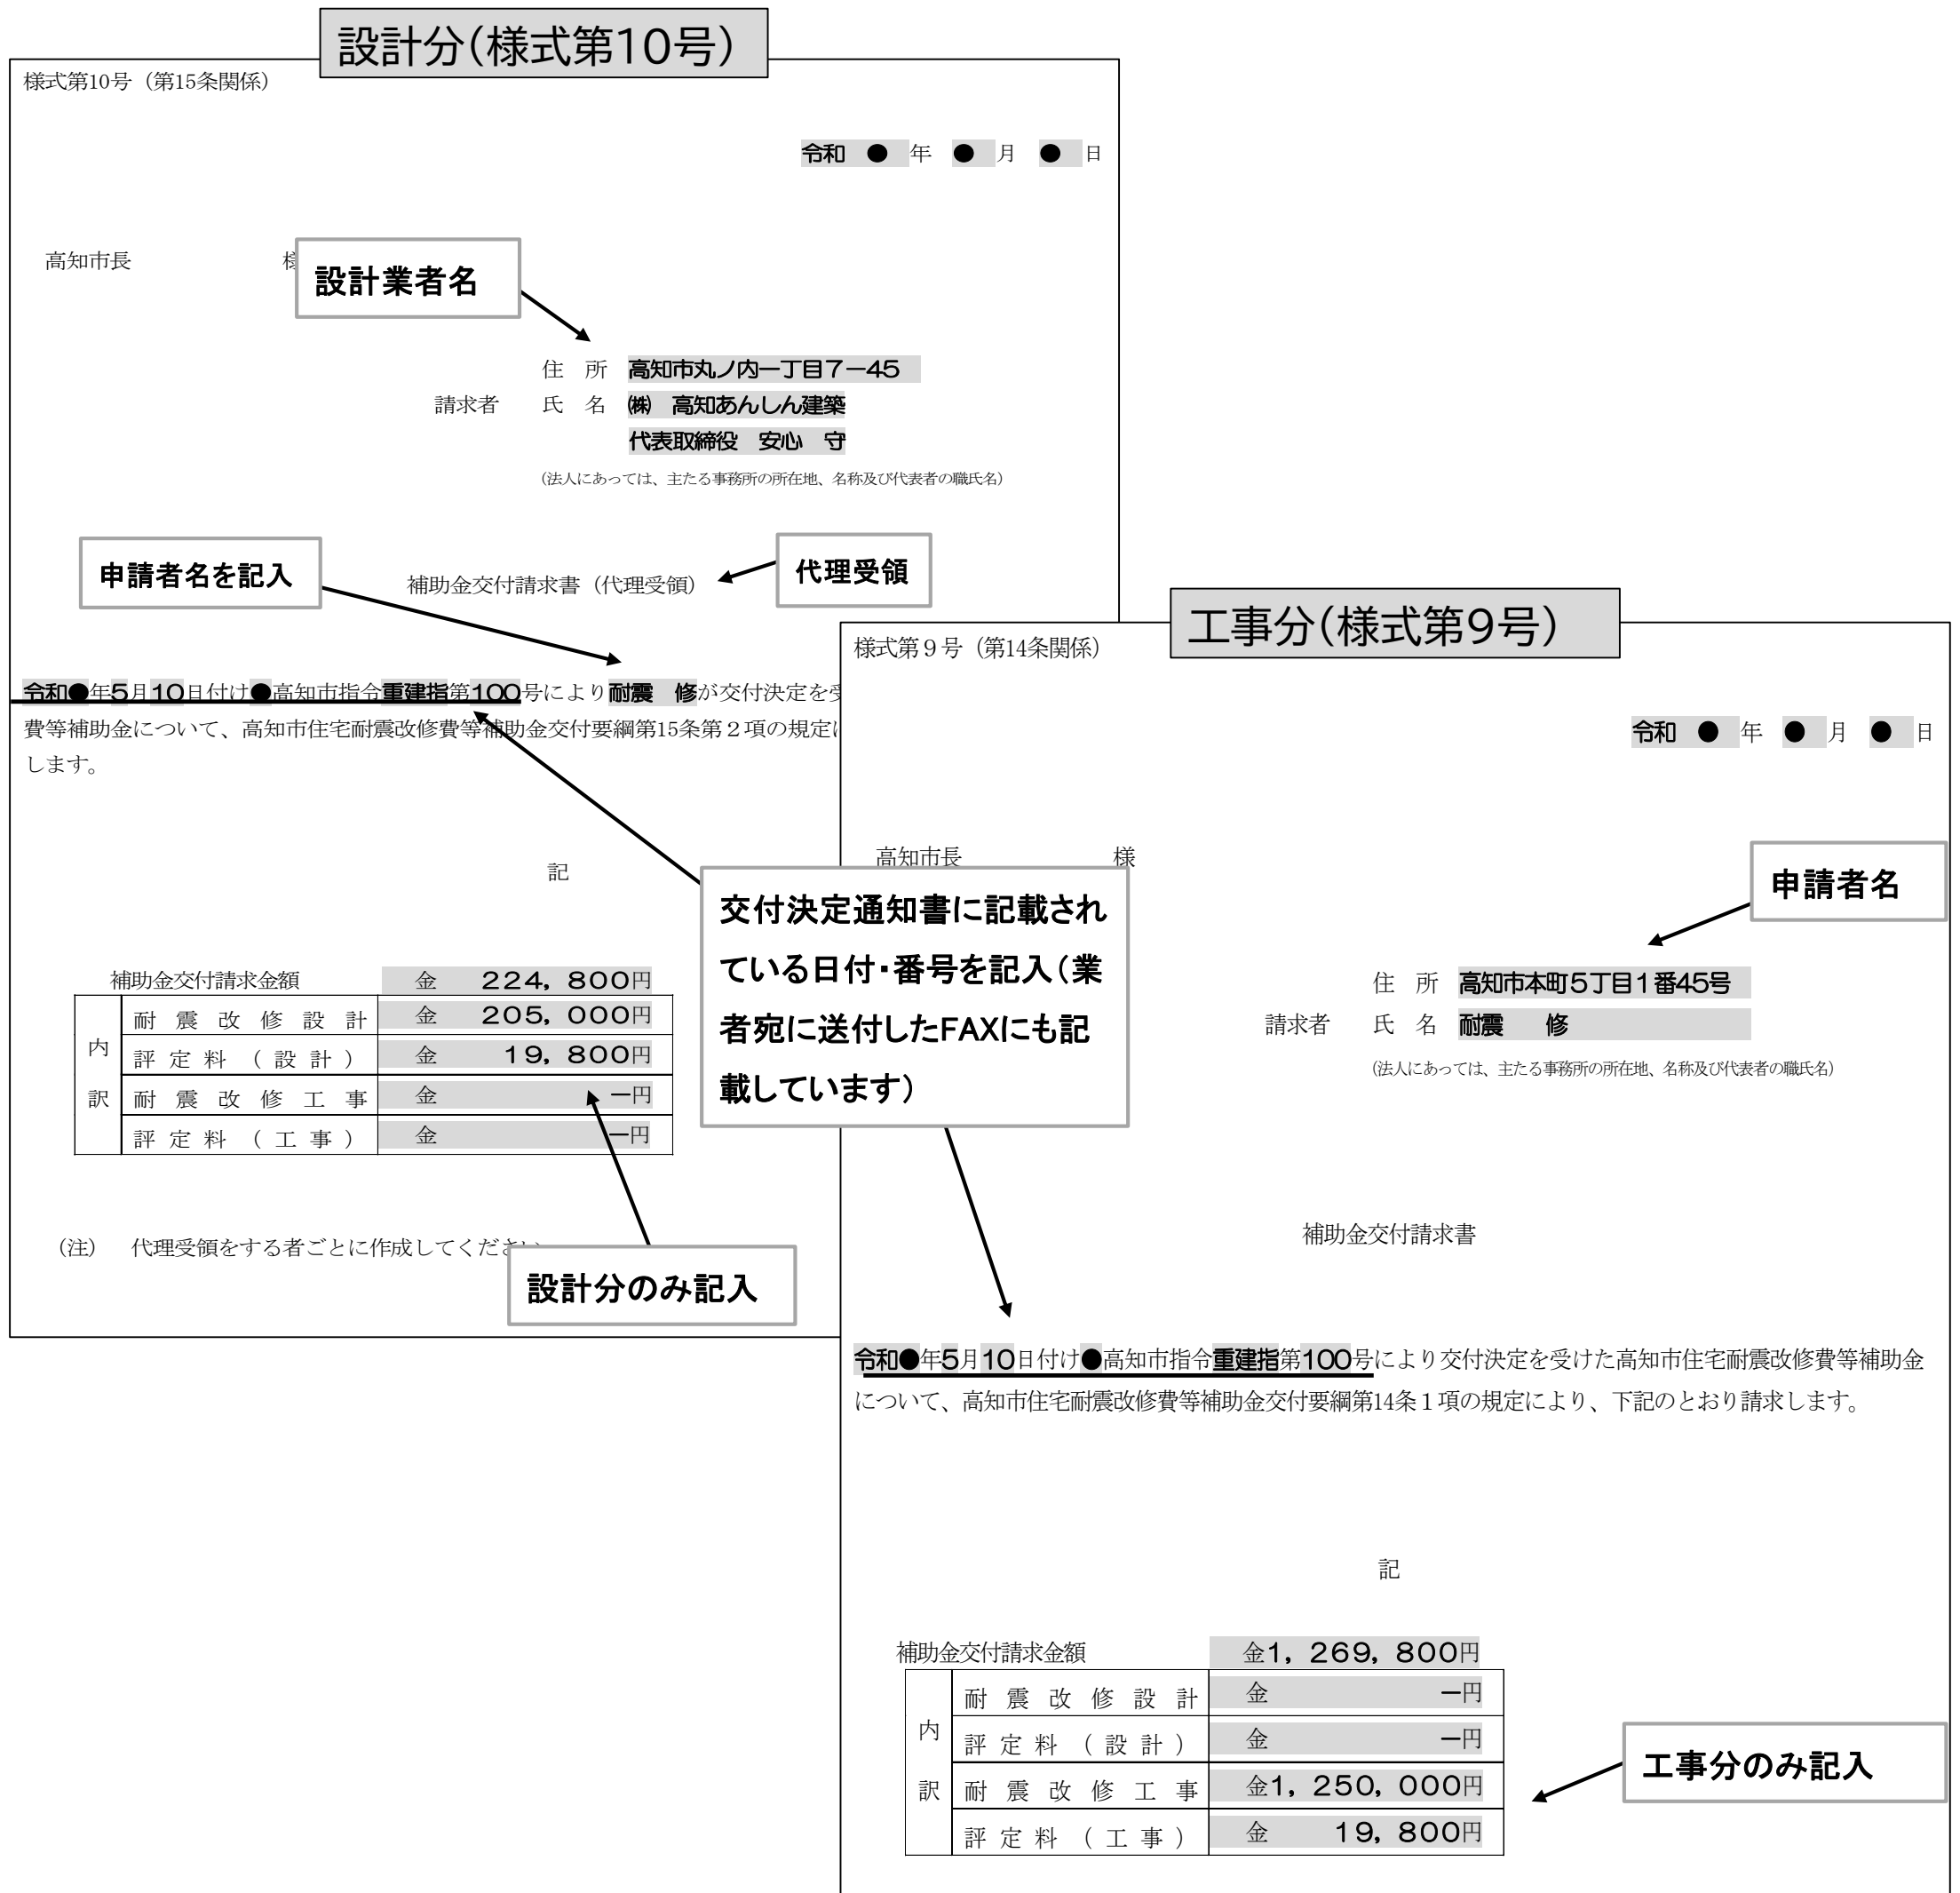 設計分(様式第10号)
様式第10号（第15条関係）
令和　●　年　●　月　●　日
高知市長　　　　　　　様
設計業者名
住　所　高知市丸ノ内一丁目７－45
請求者　　氏　名　㈱　高知あんしん建築
代表取締役　安心　守
（法人にあっては、主たる事務所の所在地、名称及び代表者の職氏名）
申請者名を記入
代理受領
補助金交付請求書（代理受領）
令和●年5月10日付け●高知市指令重建指第100号により耐震　修が交付決定を受
費等補助金について、高知市住宅耐震改修費等補助金交付要綱第15条第２項の規定に
します。
記
交付決定通知書に記載され
ている日付・番号を記入（業
者宛に送付したFAXにも記
載しています）
補助金交付請求金額　金　224，800円
内訳
耐震改修設計　金　205，000円
評定料（設計）　金　19，800円
耐震改修工事　金　－円
評定料（工事）　金　－円
（注）　代理受領をする者ごとに作成してください
設計分のみ記入
工事分(様式第9号)
様式第９号（第14条関係）
令和　●　年　●　月　●　日
高知市長　　　　　　　様
申請者名
住　所　高知市本町５丁目１番45号
請求者　　氏　名　耐震　　修
（法人にあっては、主たる事務所の所在地、名称及び代表者の職氏名）
補助金交付請求書
令和●年5月10日付け●高知市指令重建指第100号により交付決定を受けた高知市住宅耐震改修費等補助金
について、高知市住宅耐震改修費等補助金交付要綱第14条１項の規定により、下記のとおり請求します。
記
補助金交付請求金額　金1，269，800円
内訳
耐震改修設計　金　－円
評定料（設計）　金　－円
耐震改修工事　金1，250，000円
評定料（工事）　金　19，800円
工事分のみ記入